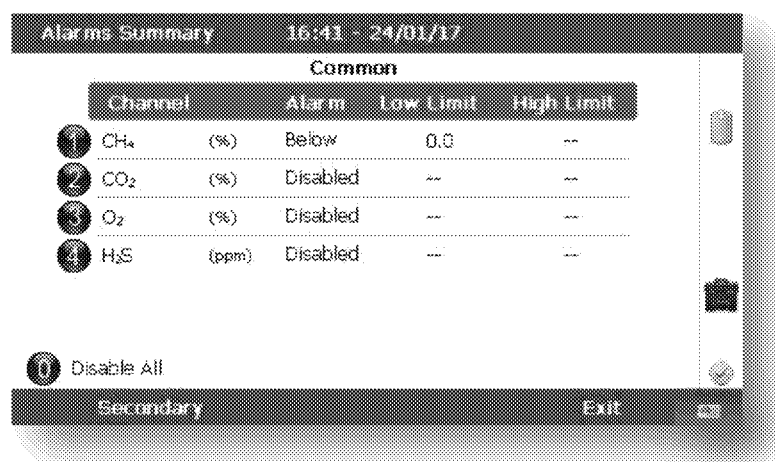 Alarms Summary 16:41 - 24/01/17
Common
Channel Alarm Low Limit High Limit
1 CH₄ (%) Below 0.0 --
2 CO₂ (%) Disabled -- --
3 O₂ (%) Disabled -- --
4 H₂S (ppm) Disabled -- --
0 Disable All
Secondary Exit